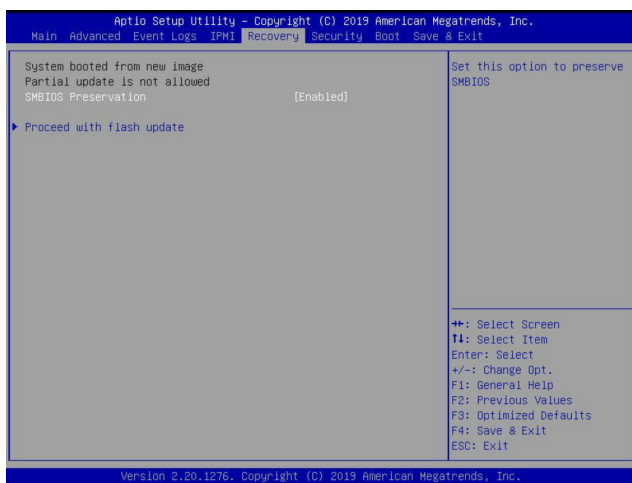 Aptio Setup Utility – Copyright (C) 2019 American Megatrends, Inc.
Main Advanced Event Logs IPMI Recovery Security Boot Save & Exit
System booted from new image
Partial update is not allowed
SMBIOS Preservation [Enabled]
Proceed with flash update
Set this option to preserve
SMBIOS
→←: Select Screen
↑↓: Select Item
Enter: Select
+/-: Change Opt.
F1: General Help
F2: Previous Values
F3: Optimized Defaults
F4: Save & Exit
ESC: Exit
Version 2.20.1276. Copyright (C) 2019 American Megatrends, Inc.